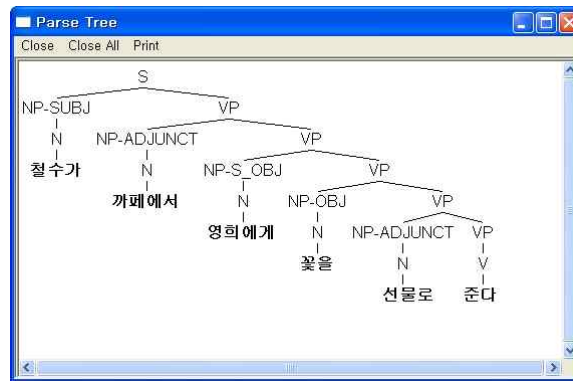 Parse Tree
Close Close All Print
S
NP-SUBJ VP
N NP-ADJUNCT VP
철수가 N NP-S_OBJ VP
까페에서 N NP-OBJ VP
영희에게 N NP-ADJUNCT VP
꽃을 N V
선물로 준다